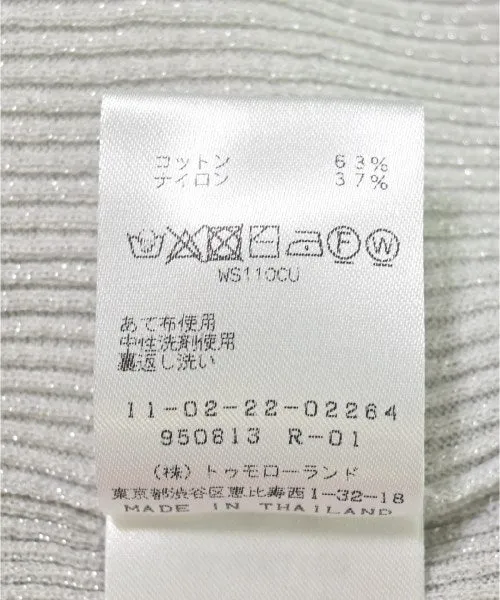 コットン 63%
ナイロン 37%
F W
WS110CU
あて布使用
中性洗剤使用
裏返し洗い
11-02-22-02264
950813 R-01
(株)トゥモローランド
東京都渋谷区恵比寿西1-32-18
MADE IN THAILAND